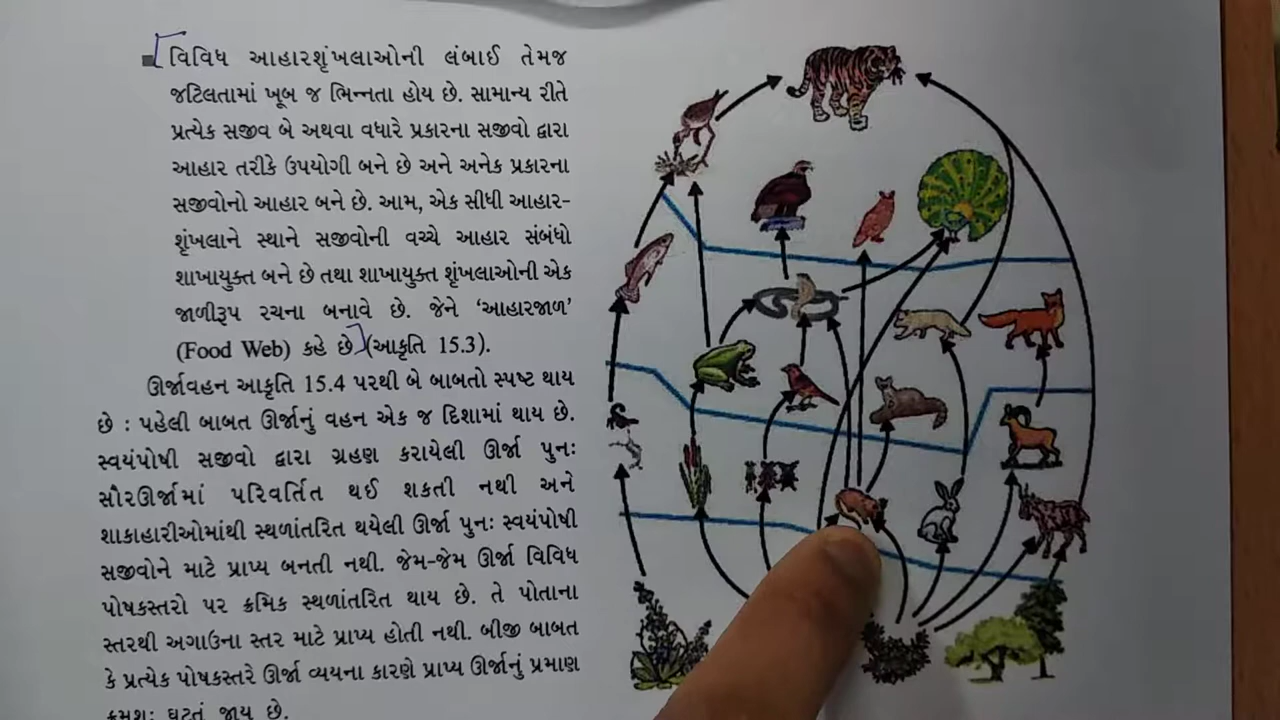 વિવિધ આહારશૃંખલાઓની લંબાઈ તેમજ
જટિલતામાં ખૂબ જ ભિન્નતા હોય છે. સામાન્ય રીતે
પ્રત્યેક સજીવ બે અથવા વધારે પ્રકારના સજીવો દ્વારા
આહાર તરીકે ઉપયોગી બને છે અને અનેક પ્રકારના
સજીવોનો આહાર બને છે. આમ, એક સીધી આહાર-
શૃંખલાને સ્થાને સજીવોની વચ્ચે આહાર સંબંધો
શાખાયુક્ત બને છે તથા શાખાયુક્ત શૃંખલાઓની એક
જાળીરૂપ રચના બનાવે છે. જેને ‘આહારજાળ’
(Food Web) કહે છે (આકૃતિ 15.3).
ઊર્જાવહન આકૃતિ 15.4 પરથી બે બાબતો સ્પષ્ટ થાય
છે : પહેલી બાબત ઊર્જાનું વહન એક જ દિશામાં થાય છે.
સ્વયંપોષી સજીવો દ્વારા ગ્રહણ કરાયેલી ઊર્જા પુનઃ
સૌરઊર્જામાં પરિવર્તિત થઈ શકતી નથી અને
શાકાહારીઓમાંથી સ્થળાંતરિત થયેલી ઊર્જા પુનઃ સ્વયંપોષી
સજીવોને માટે પ્રાપ્ય બનતી નથી. જેમ-જેમ ઊર્જા વિવિધ
પોષકસ્તરો પર ક્રમિક સ્થળાંતરિત થાય છે. તે પોતાના
સ્તરથી અગાઉના સ્તર માટે પ્રાપ્ય હોતી નથી. બીજી બાબત
કે પ્રત્યેક પોષકસ્તરે ઊર્જા વ્યયના કારણે પ્રાપ્ય ઊર્જાનું પ્રમાણ
ક્રમશઃ ઘટતું જાય છે.